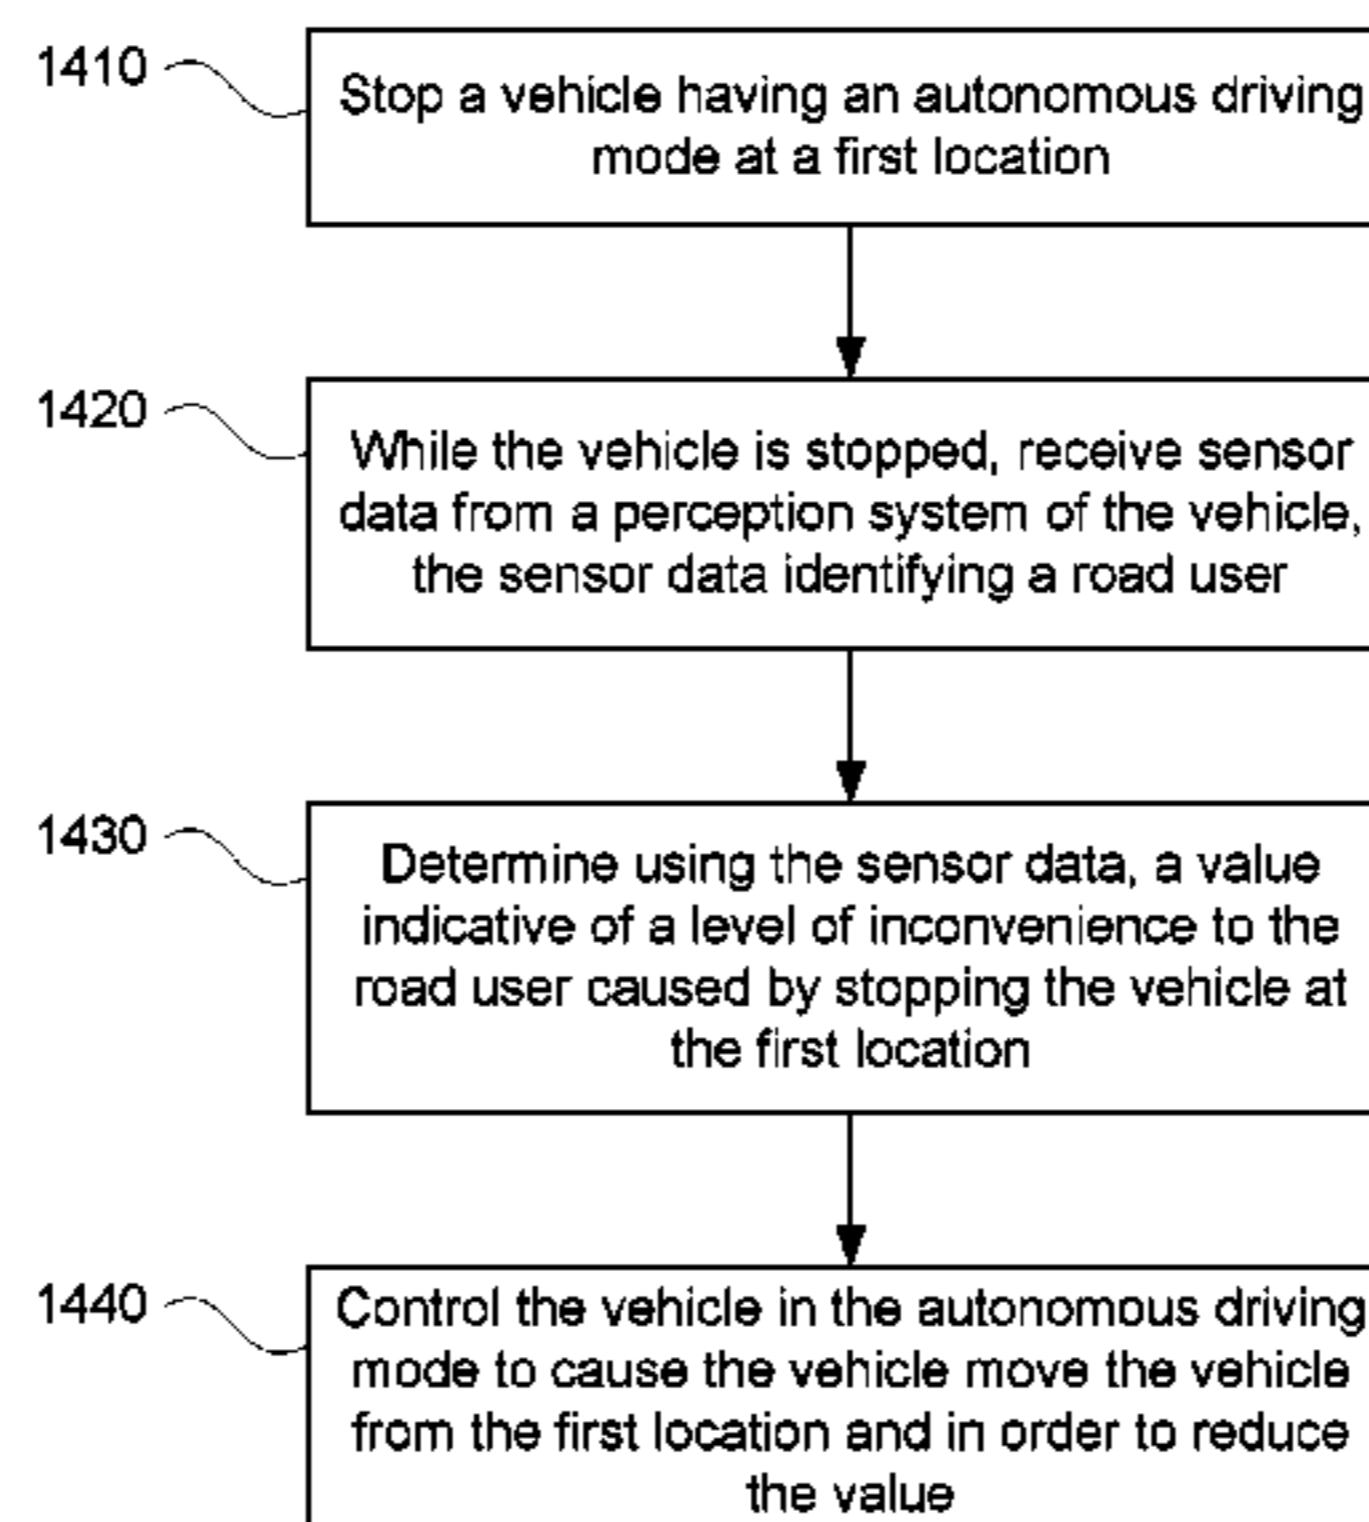 1410
Stop a vehicle having an autonomous driving
mode at a first location
1420
While the vehicle is stopped, receive sensor
data from a perception system of the vehicle,
the sensor data identifying a road user
1430
Determine using the sensor data, a value
indicative of a level of inconvenience to the
road user caused by stopping the vehicle at
the first location
1440
Control the vehicle in the autonomous driving
mode to cause the vehicle move the vehicle
from the first location and in order to reduce
the value